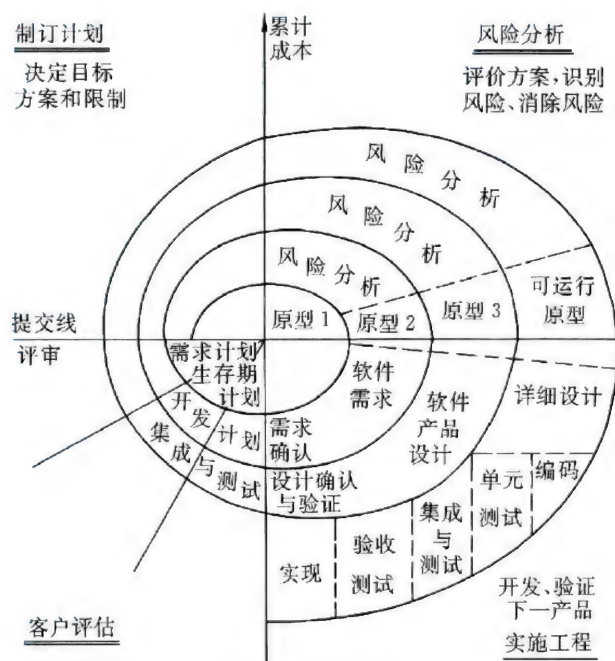 制订计划
决定目标
方案和限制
累计
成本
风险分析
评价方案,识别
风险、消除风险
风险分析
风险分析
风险分析
可运行
原型
原型 3
原型 2
原型 1
提交线
评审
需求计划
生存期
计划
开发计划
集成与测试
软件
需求
需求
确认
软件
产品
设计
设计确认
与验证
详细设计
编码
单元
测试
集成
与
测试
验收
测试
实现
开发、验证
下一产品
实施工程
客户评估